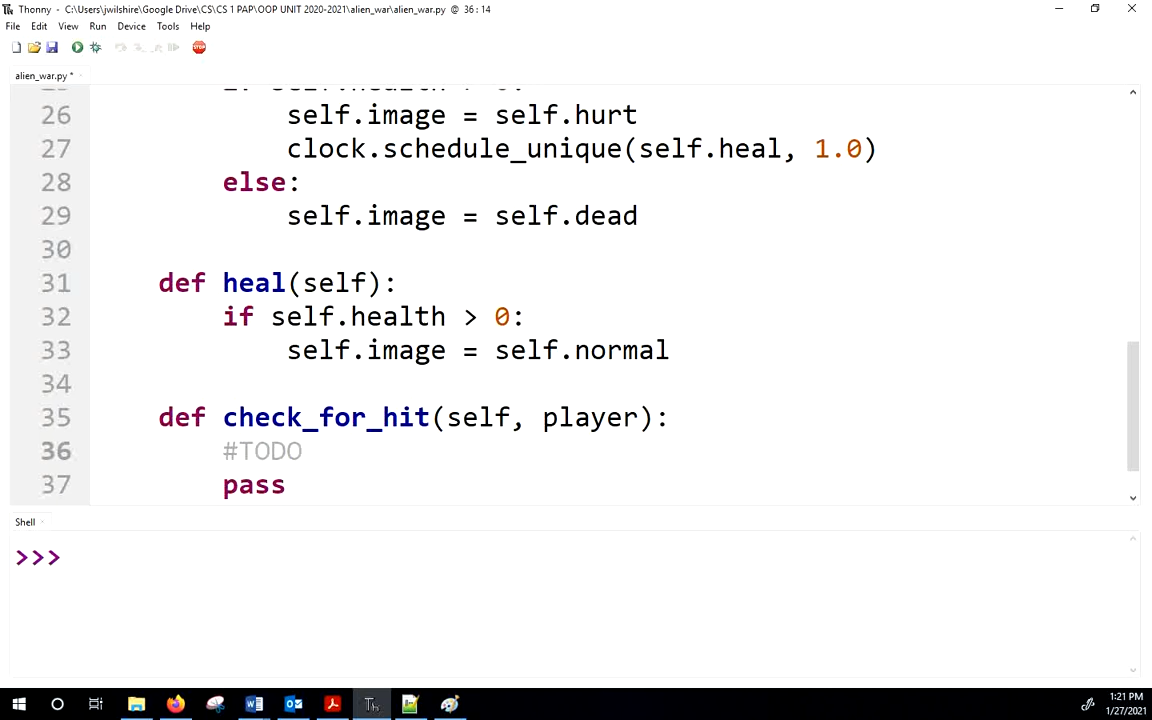 Thonny - C:\Users\jwilshire\Google Drive\CS\CS 1 PAP\OOP UNIT 2020-2021\alien_war\alien_war.py @ 36:14
File Edit View Run Device Tools Help
STOP
alien_war.py *
26 self.image = self.hurt
27 clock.schedule_unique(self.heal, 1.0)
28 else:
29 self.image = self.dead
30
31 def heal(self):
32 if self.health > 0:
33 self.image = self.normal
34
35 def check_for_hit(self, player):
36 #TODO
37 pass
Shell
>>>
1:21 PM
1/27/2021